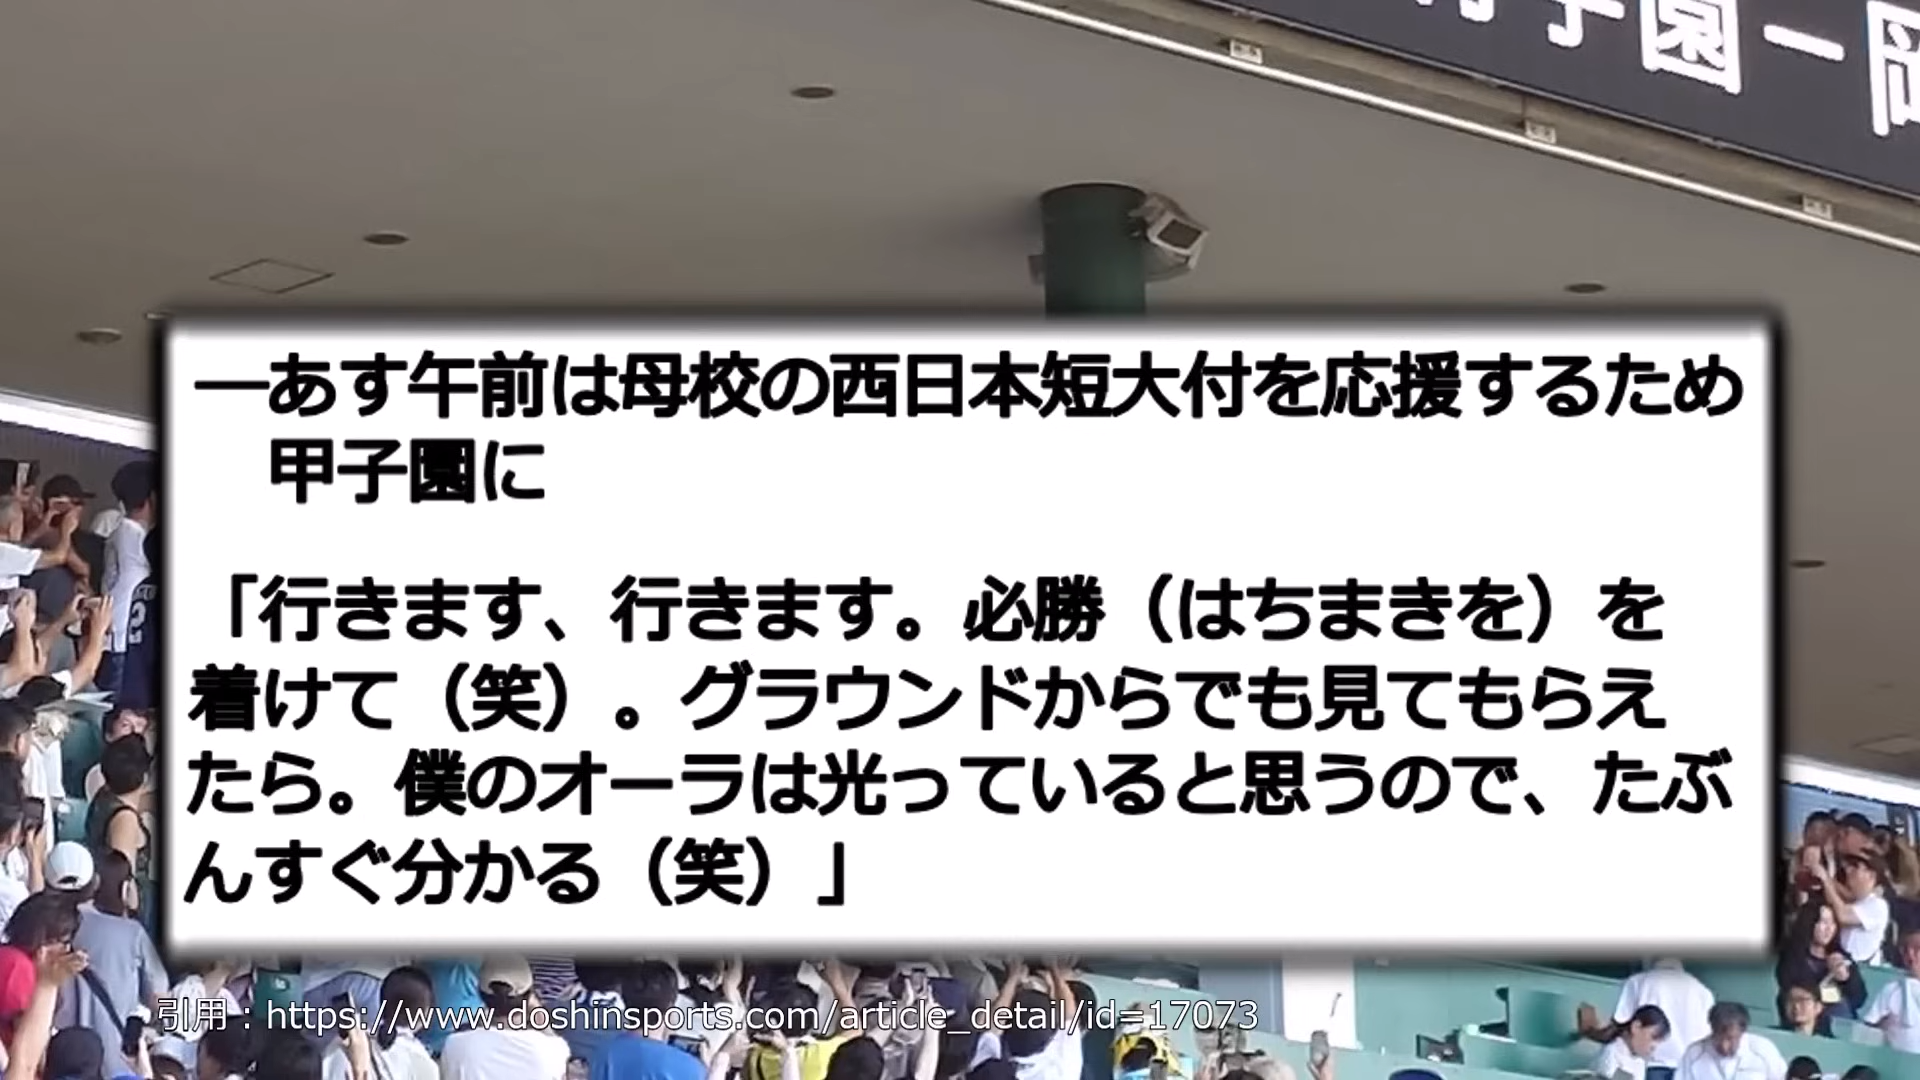 子園ー
―あす午前は母校の西日本短大付を応援するため
甲子園に
「行きます、行きます。必勝（はちまきを）を
着けて（笑）。グラウンドからでも見てもらえ
たら。僕のオーラは光っていると思うので、たぶ
んすぐ分かる（笑）」
引用：https://www.doshinsports.com/article_detail/id=17073